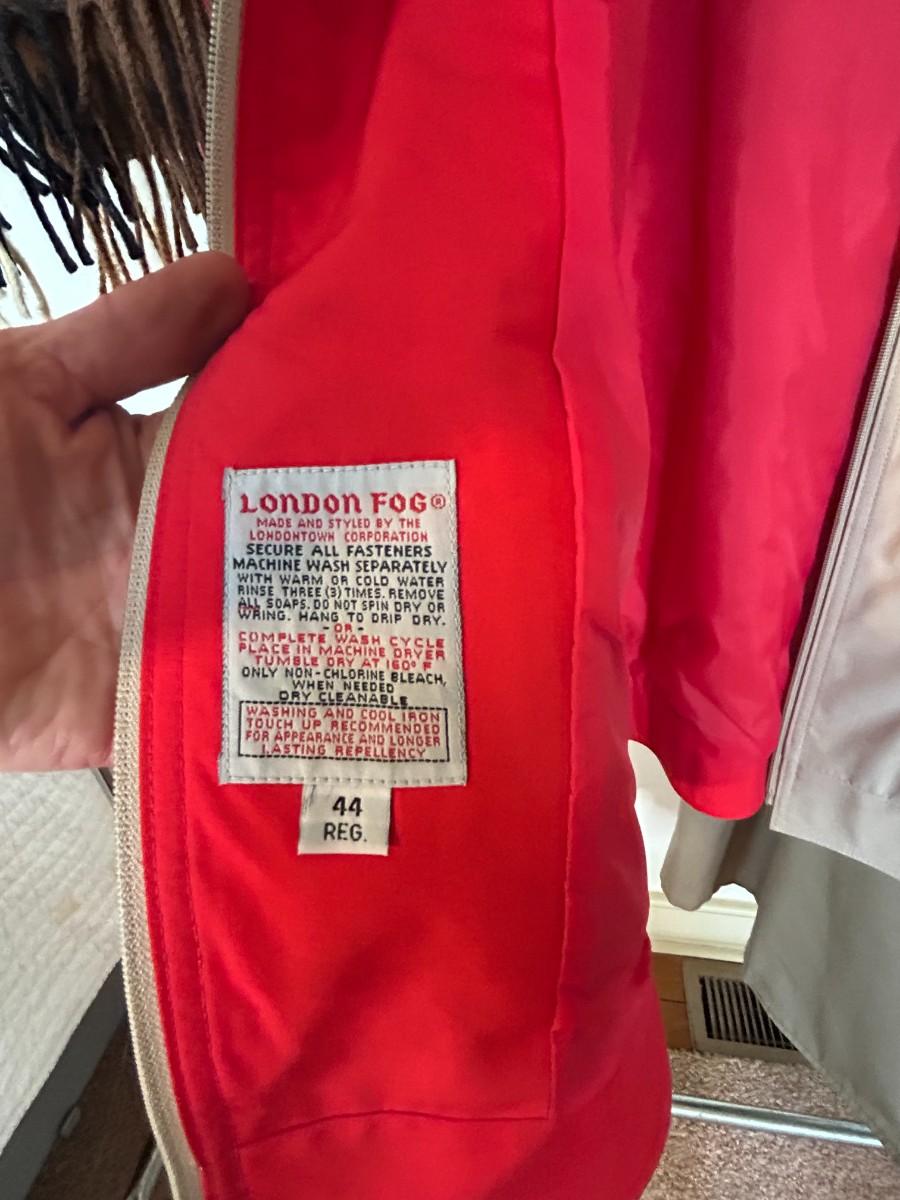 LONDON FOG®
MADE AND STYLED BY THE
LONDONTOWN CORPORATION
SECURE ALL FASTENERS
MACHINE WASH SEPARATELY
WITH WARM OR COLD WATER
RINSE THREE (3) TIMES. REMOVE
ALL SOAPS. DO NOT SPIN DRY OR
WRING. HANG TO DRIP DRY.
- OR -
COMPLETE WASH CYCLE
PLACE IN MACHINE DRYER
TUMBLE DRY AT 160° F
ONLY NON-CHLORINE BLEACH,
WHEN NEEDED
DRY CLEANABLE
WASHING AND COOL IRON
TOUCH UP RECOMMENDED
FOR APPEARANCE AND LONGER
LASTING REPELLENCY
44
REG.